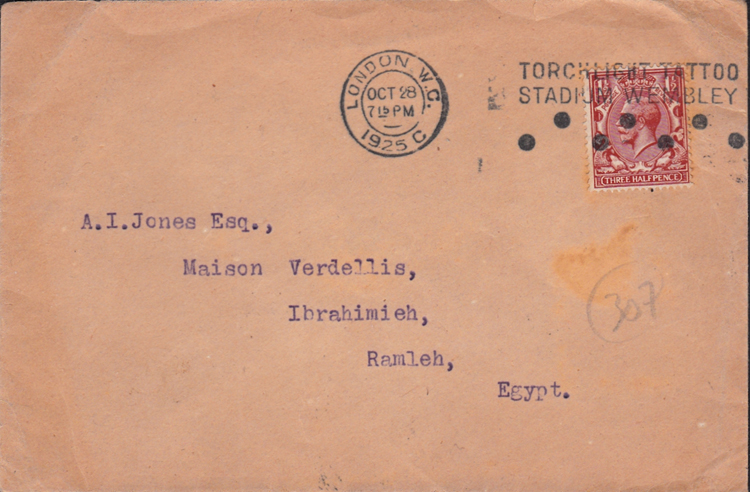 LONDON. W.C.
OCT 28
7 15 PM
1925 C
TORCHLIGHT TATTOO
STADIUM WEMBLEY
THREE HALFPENCE
A.I.Jones Esq.,
Maison Verdellis,
Ibrahimieh,
Ramleh,
Egypt.
307